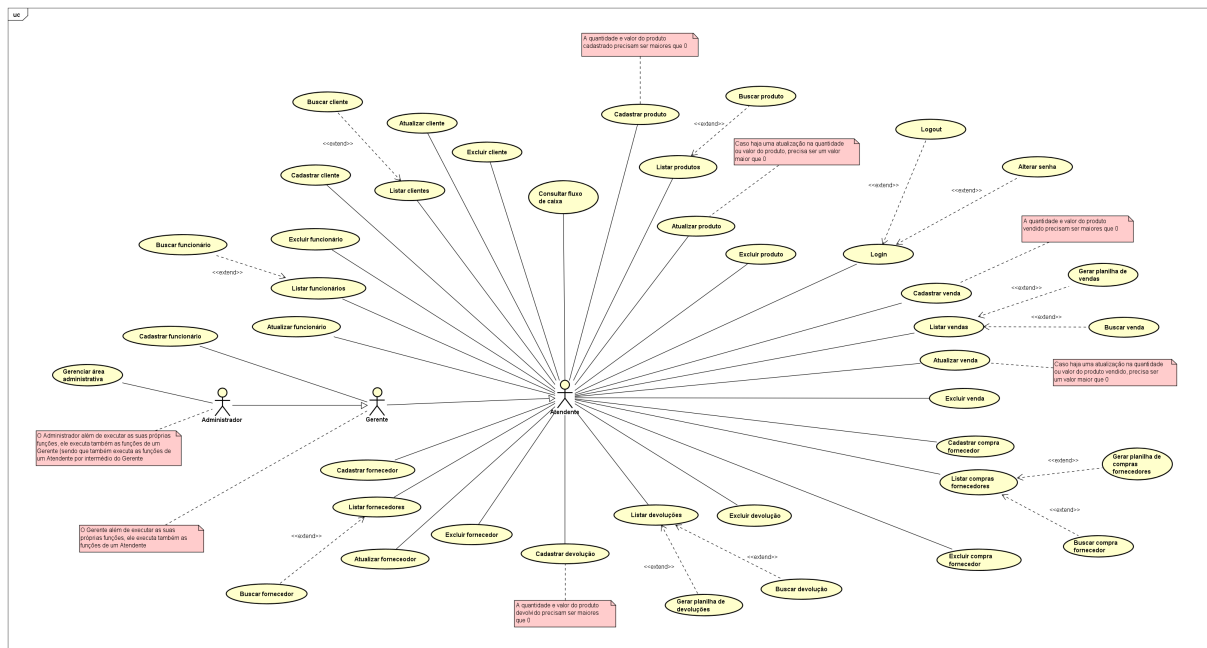 uc
A quantidade e valor do produto
cadastrado precisam ser maiores que 0
Buscar cliente
Buscar produto
Atualizar cliente
Cadastrar produto
Logout
<<extend>>
<<extend>>
Caso haja uma atualização na quantidade
ou valor do produto, precisa ser um valor
maior que 0
Excluir cliente
Cadastrar cliente
Listar produtos
Alterar senha
Listar clientes
Consultar fluxo
de caixa
<<extend>>
<<extend>>
A quantidade e valor do produto
vendido precisam ser maiores que 0
Atualizar produto
Buscar funcionário
Excluir funcionário
Excluir produto
Login
<<extend>>
Gerar planilha de
vendas
Listar funcionários
Cadastrar venda
<<extend>>
Atualizar funcionário
Listar vendas
<<extend>>
Buscar venda
Cadastrar funcionário
Atualizar venda
Caso haja uma atualização na quantidade
ou valor do produto vendido, precisa ser
um valor maior que 0
Gerenciar área
administrativa
Excluir venda
Administrador
Gerente
Atendente
O Administrador além de executar as suas próprias
funções, ele executa também as funções de um
Gerente (sendo que também executa as funções de
um Atendente por intermédio do Gerente
Cadastrar compra
fornecedor
Cadastrar fornecedor
<<extend>>
Gerar planilha de
compras
fornecedores
Listar compras
fornecedores
Listar fornecedores
Listar devoluções
Excluir devolução
<<extend>>
O Gerente além de executar as suas
próprias funções, ele executa também as
funções de um Atendente
<<extend>>
Excluir fornecedor
Buscar compra
fornecedor
Atualizar forneceodor
Cadastrar devolução
<<extend>>
<<extend>>
Excluir compra
fornecedor
Buscar fornecedor
Buscar devolução
A quantidade e valor do produto
devolvido precisam ser maiores
que 0
Gerar planilha de
devoluções